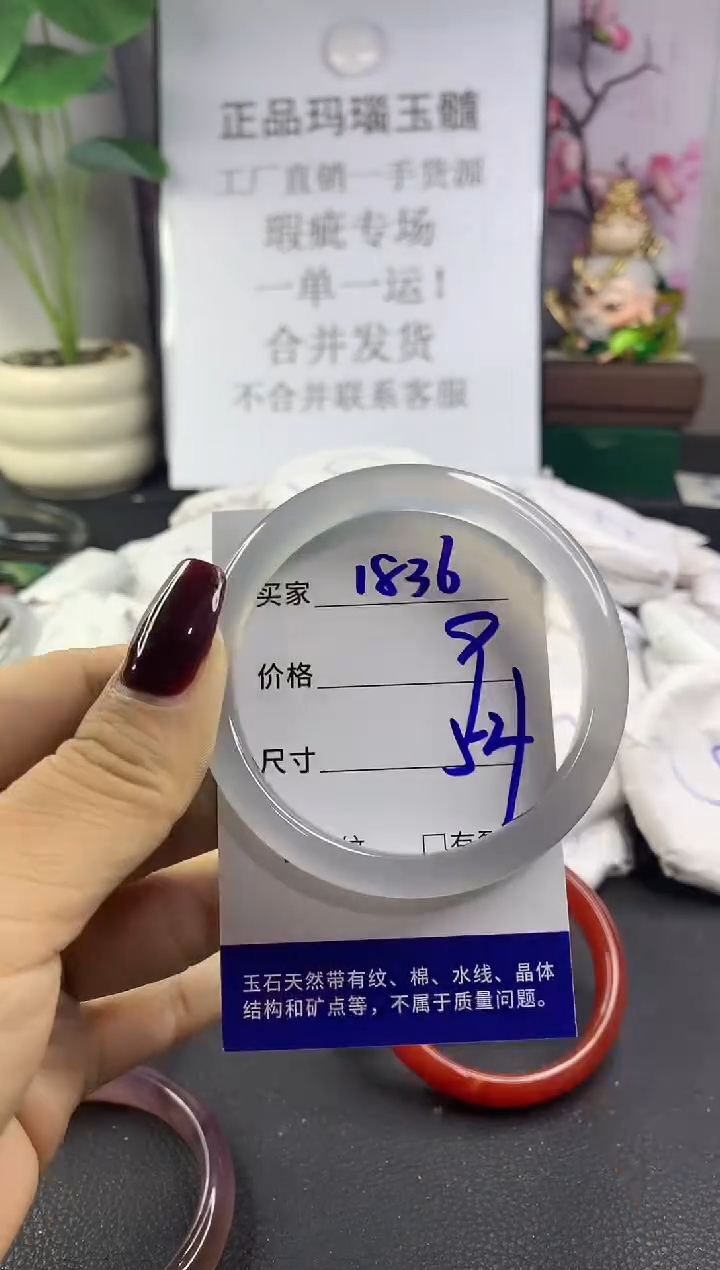 正品玛瑙玉髓
工厂直销一手货源
瑕疵专场
一单一运!
合并发货
不合并联系客服
买家 1836
价格
尺寸 54
纹 □有
玉石天然带有纹、棉、水线、晶体
结构和矿点等，不属于质量问题。